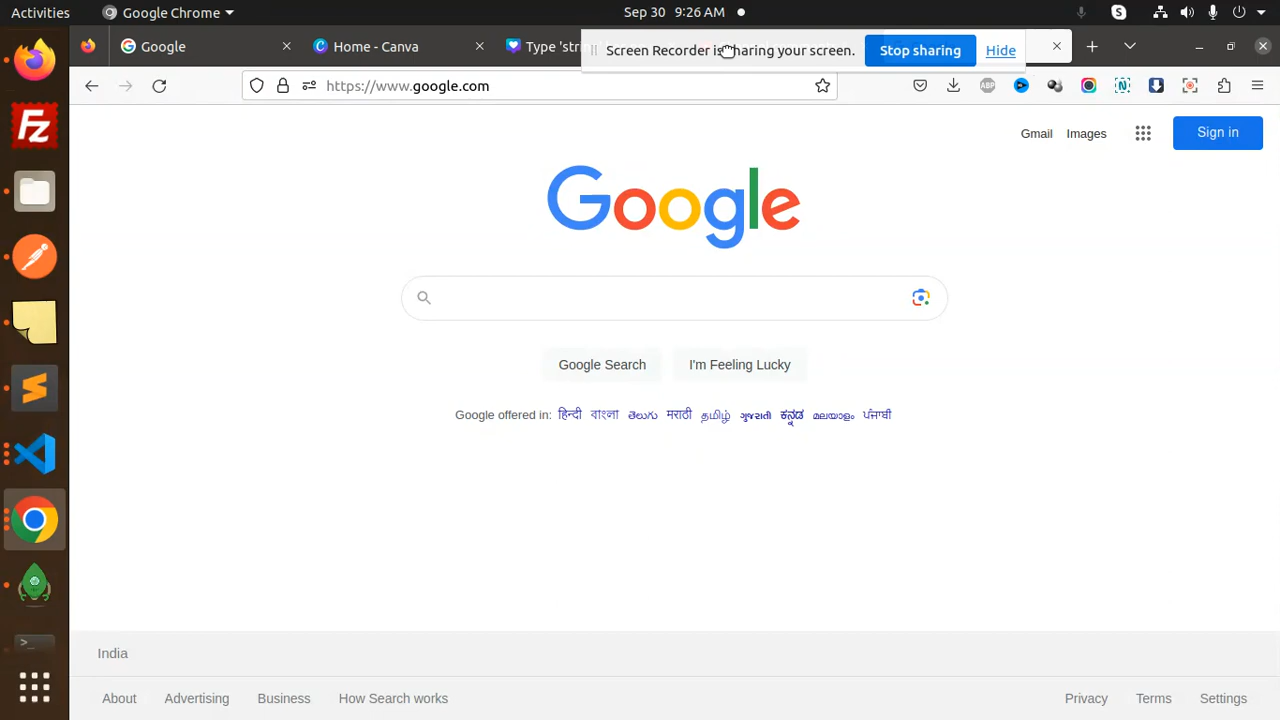 Activities Google Chrome Sep 30 9:26 AM
Google Home - Canva Type 'stri
Screen Recorder is sharing your screen. Stop sharing Hide
https://www.google.com
Gmail Images Sign in
Google
Google Search I'm Feeling Lucky
Google offered in: हिन्दी বাংলা తెలుగు मराठी தமிழ் ગુજરાતી ಕನ್ನಡ മലയാളം ਪੰਜਾਬੀ
India
About Advertising Business How Search works Privacy Terms Settings